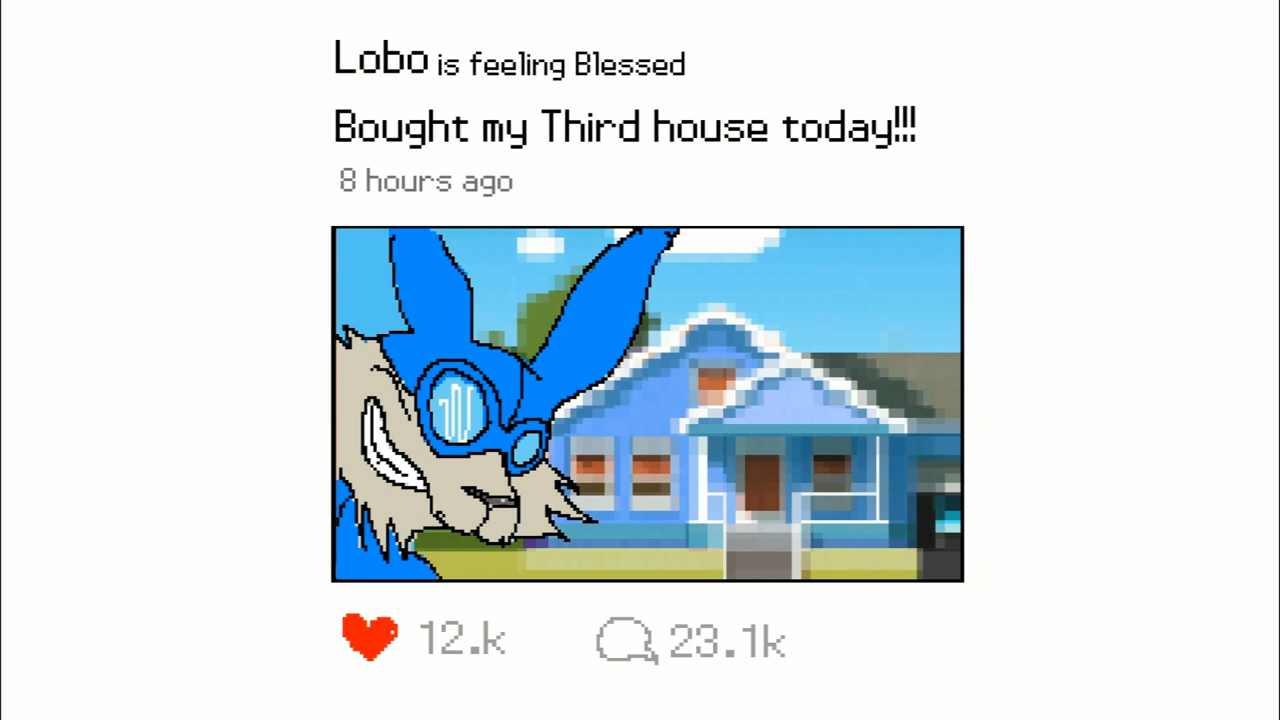 Lobo is feeling Blessed
Bought my Third house today!!!
8 hours ago
12.k 23.1k